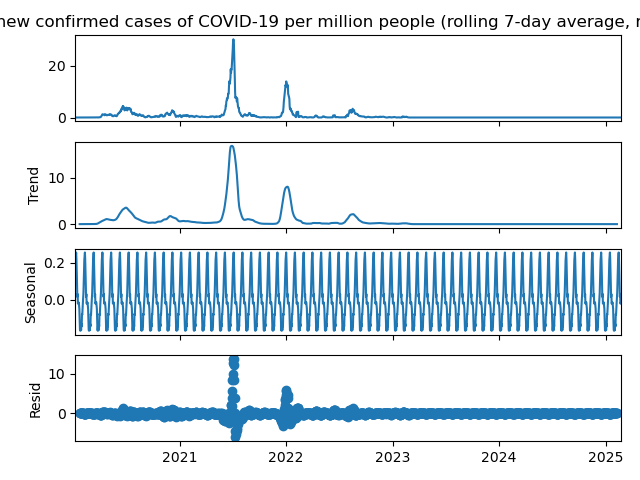 new confirmed cases of COVID-19 per million people (rolling 7-day average,
20
0
Trend
10
0
Seasonal
0.2
0.0
Resid
10
0
2021 2022 2023 2024 2025